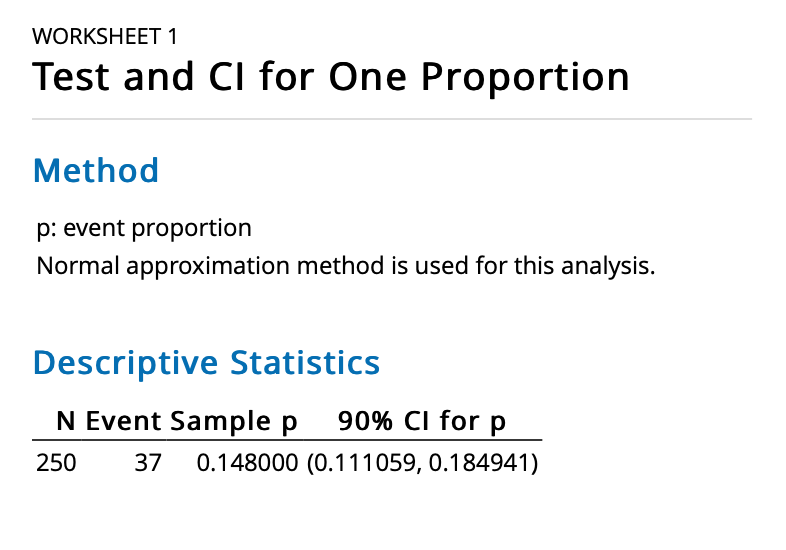 WORKSHEET 1
Test and CI for One Proportion
Method
p: event proportion
Normal approximation method is used for this analysis.
Descriptive Statistics
N Event Sample p 90% CI for p
250 37 0.148000 (0.111059, 0.184941)